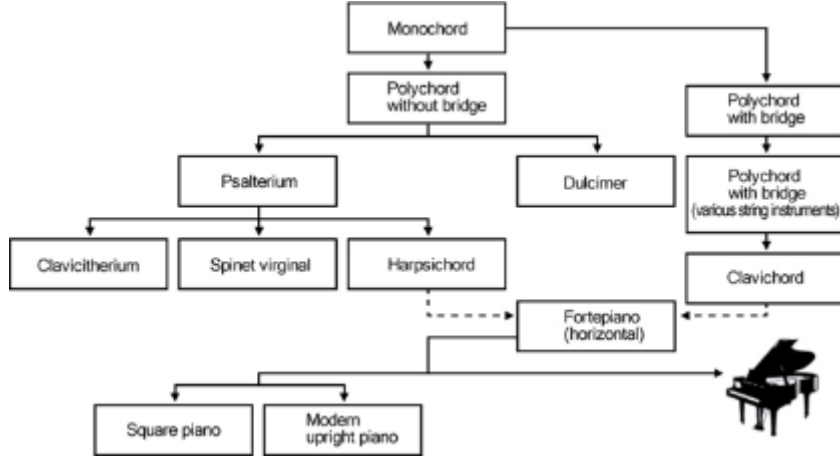 Monochord
Polychord
without bridge
Polychord
with bridge
Psalterium
Dulcimer
Polychord
with bridge
(various string instruments)
Clavicitherium
Spinet virginal
Harpsichord
Clavichord
Fortepiano
(horizontal)
Square piano
Modern
upright piano